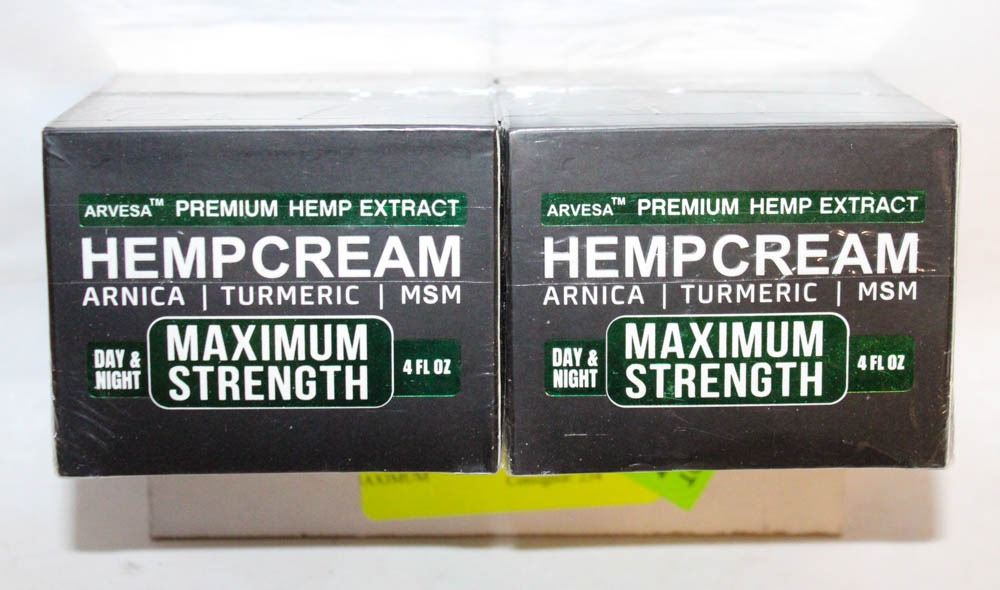 ARVESA™ PREMIUM HEMP EXTRACT
HEMPCREAM
ARNICA | TURMERIC | MSM
DAY & NIGHT
MAXIMUM
STRENGTH
4 FL OZ
ARVESA™ PREMIUM HEMP EXTRACT
HEMPCREAM
ARNICA | TURMERIC | MSM
DAY & NIGHT
MAXIMUM
STRENGTH
4 FL OZ
AXIMUM